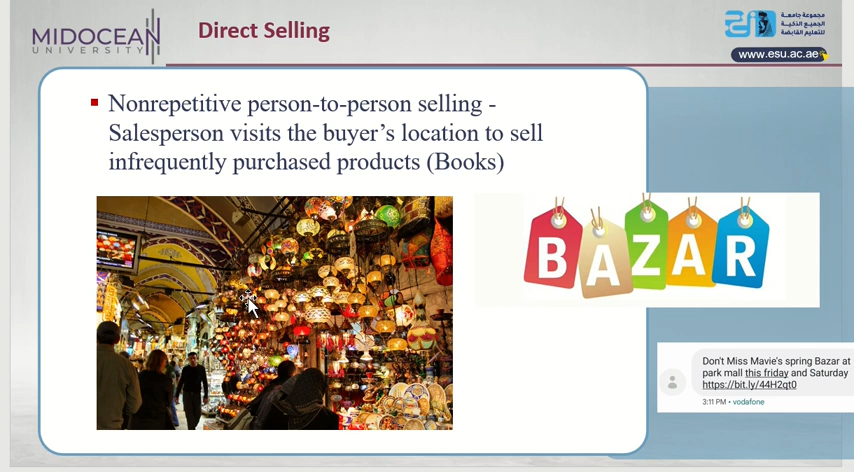 MIDOCEAN
UNIVERSITY
Direct Selling
مجموعة جامعة
الجميع الذكية
للتعليم القابضة
www.esu.ac.ae
Nonrepetitive person-to-person selling -
Salesperson visits the buyer’s location to sell
infrequently purchased products (Books)
BAZAR
Don't Miss Mavie's spring Bazar at
park mall this friday and Saturday
https://bit.ly/44H2qt0
3:11 PM • vodafone